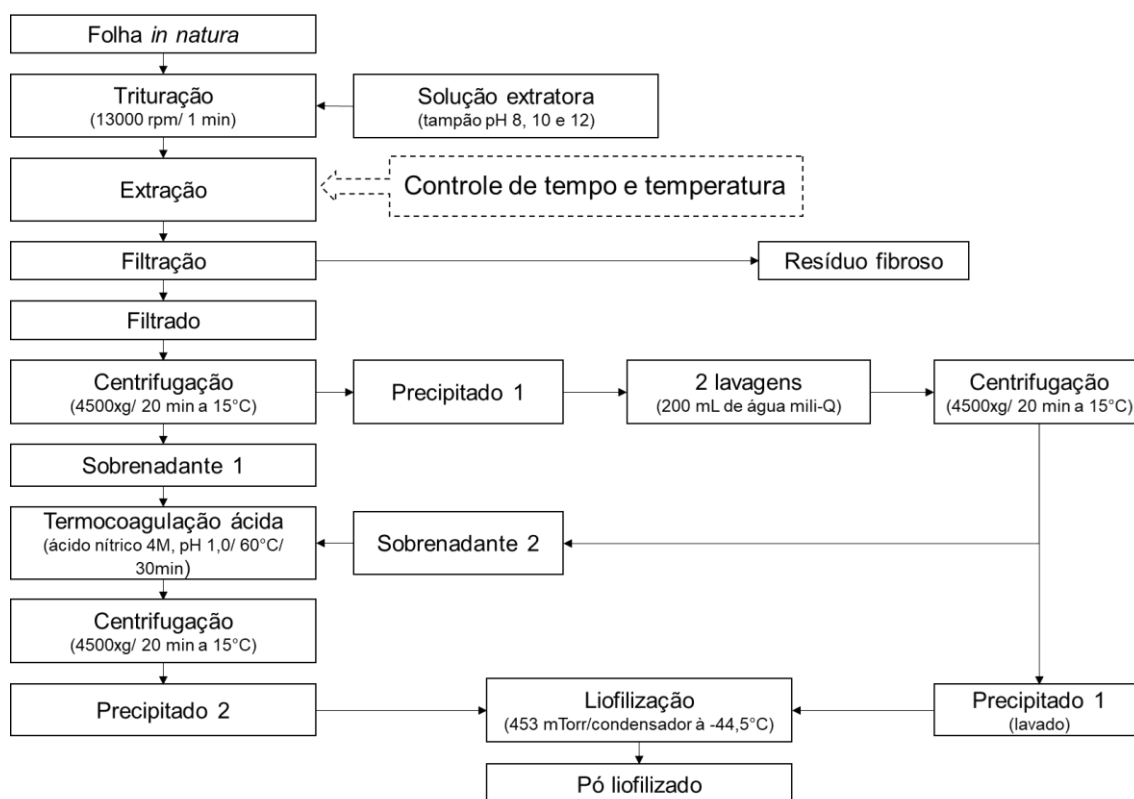 Folha in natura
Trituração
(13000 rpm/ 1 min)
Solução extratora
(tampão pH 8, 10 e 12)
Extração
Controle de tempo e temperatura
Filtração
Resíduo fibroso
Filtrado
Centrifugação
(4500xg/ 20 min a 15°C)
Precipitado 1
2 lavagens
(200 mL de água mili-Q)
Centrifugação
(4500xg/ 20 min a 15°C)
Sobrenadante 1
Termocoagulação ácida
(ácido nítrico 4M, pH 1,0/ 60°C/
30min)
Sobrenadante 2
Centrifugação
(4500xg/ 20 min a 15°C)
Precipitado 2
Liofilização
(453 mTorr/condensador à -44,5°C)
Precipitado 1
(lavado)
Pó liofilizado